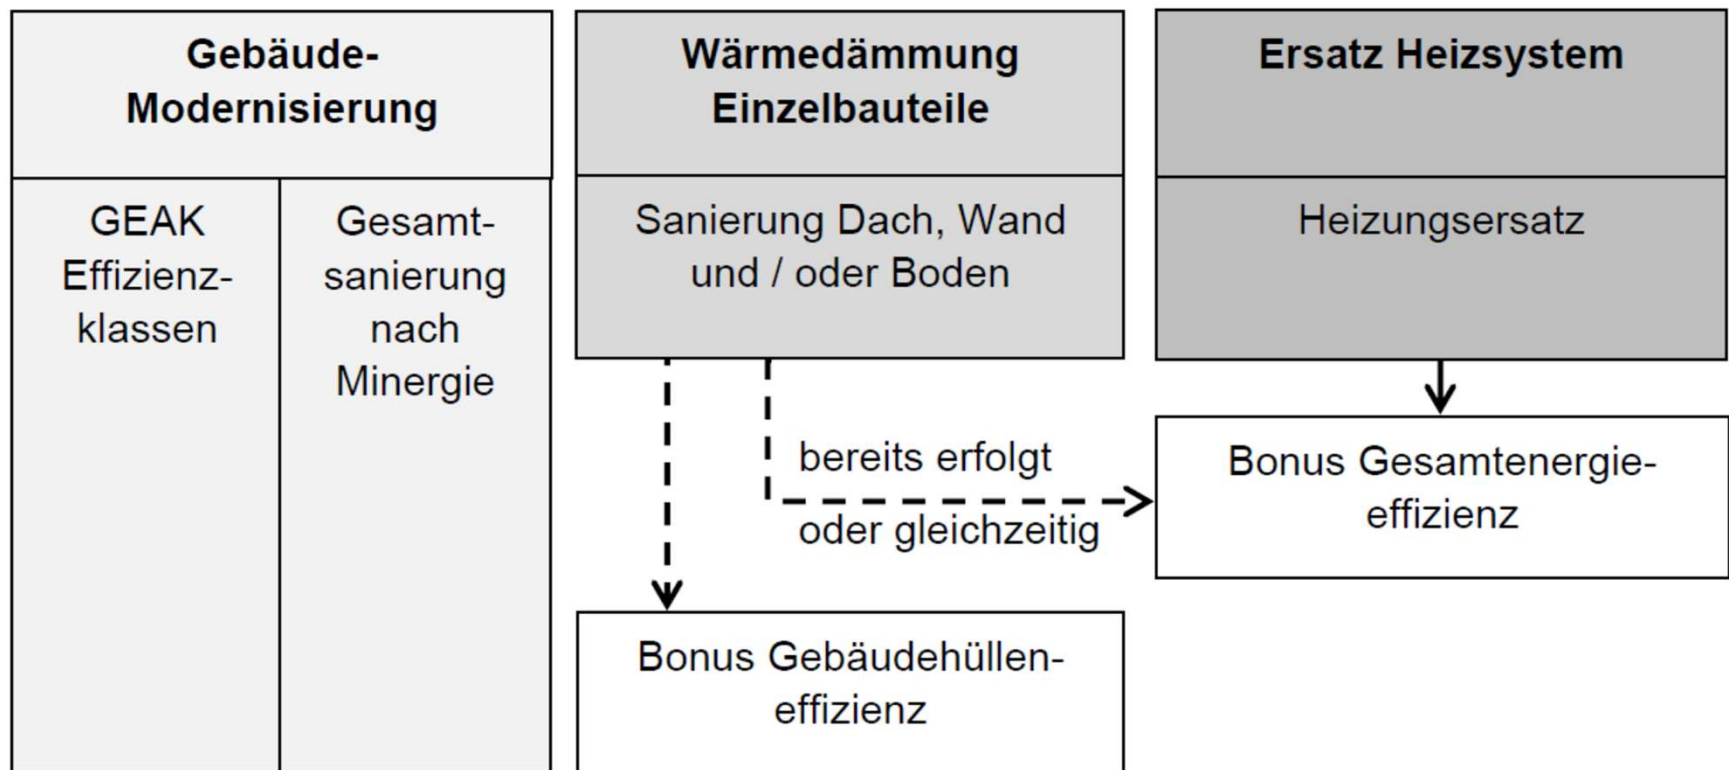 Gebäude-
Modernisierung
GEAK
Effizienz-
klassen
Gesamt-
sanierung
nach
Minergie
Wärmedämmung
Einzelbauteile
Sanierung Dach, Wand
und / oder Boden
bereits erfolgt
oder gleichzeitig
Bonus Gebäudehüllen-
effizienz
Ersatz Heizsystem
Heizungsersatz
Bonus Gesamtenergie-
effizienz